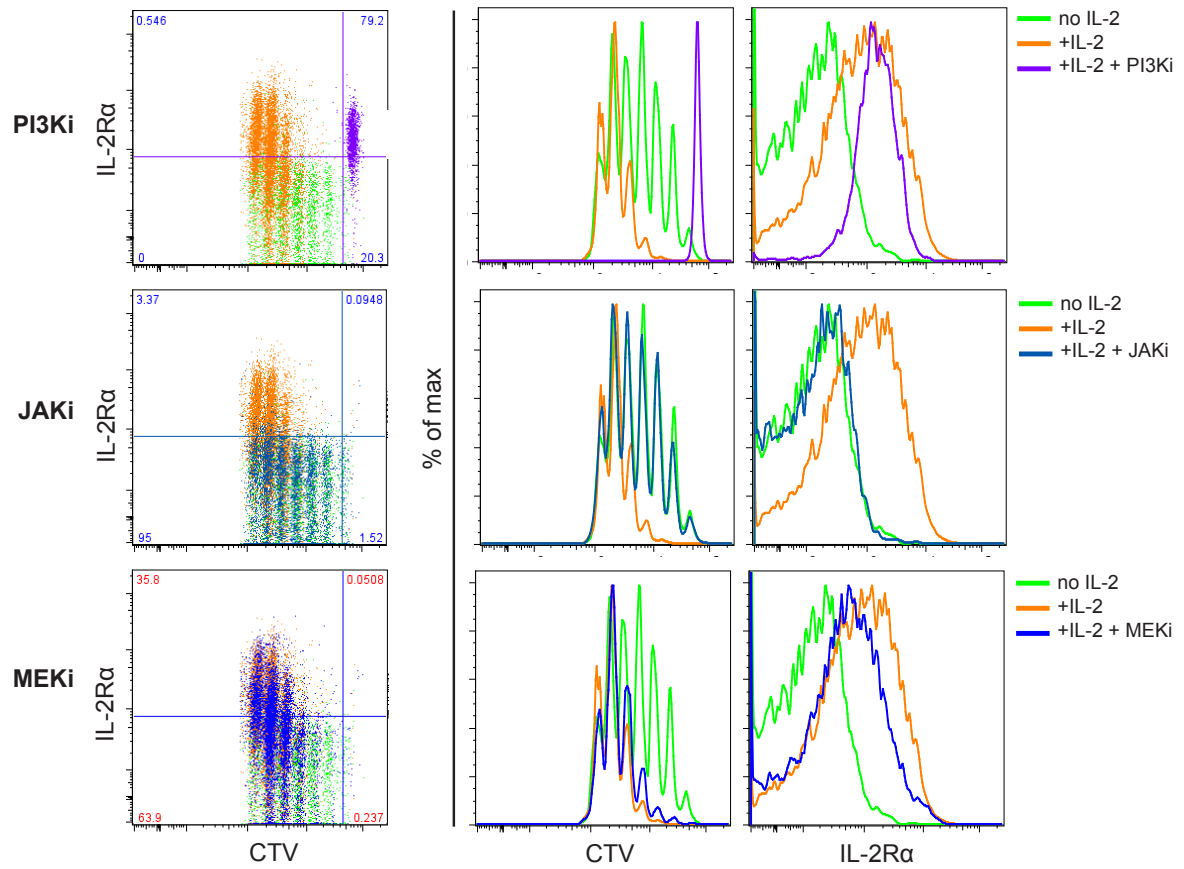 0.546
79.2
PI3Ki
IL-2Rα
0
20.3
no IL-2
+IL-2
+IL-2 + PI3Ki
3.37
0.0948
JAKi
IL-2Rα
95
1.52
% of max
no IL-2
+IL-2
+IL-2 + JAKi
35.8
0.0508
MEKi
IL-2Rα
63.9
0.237
no IL-2
+IL-2
+IL-2 + MEKi
CTV
CTV
IL-2Rα